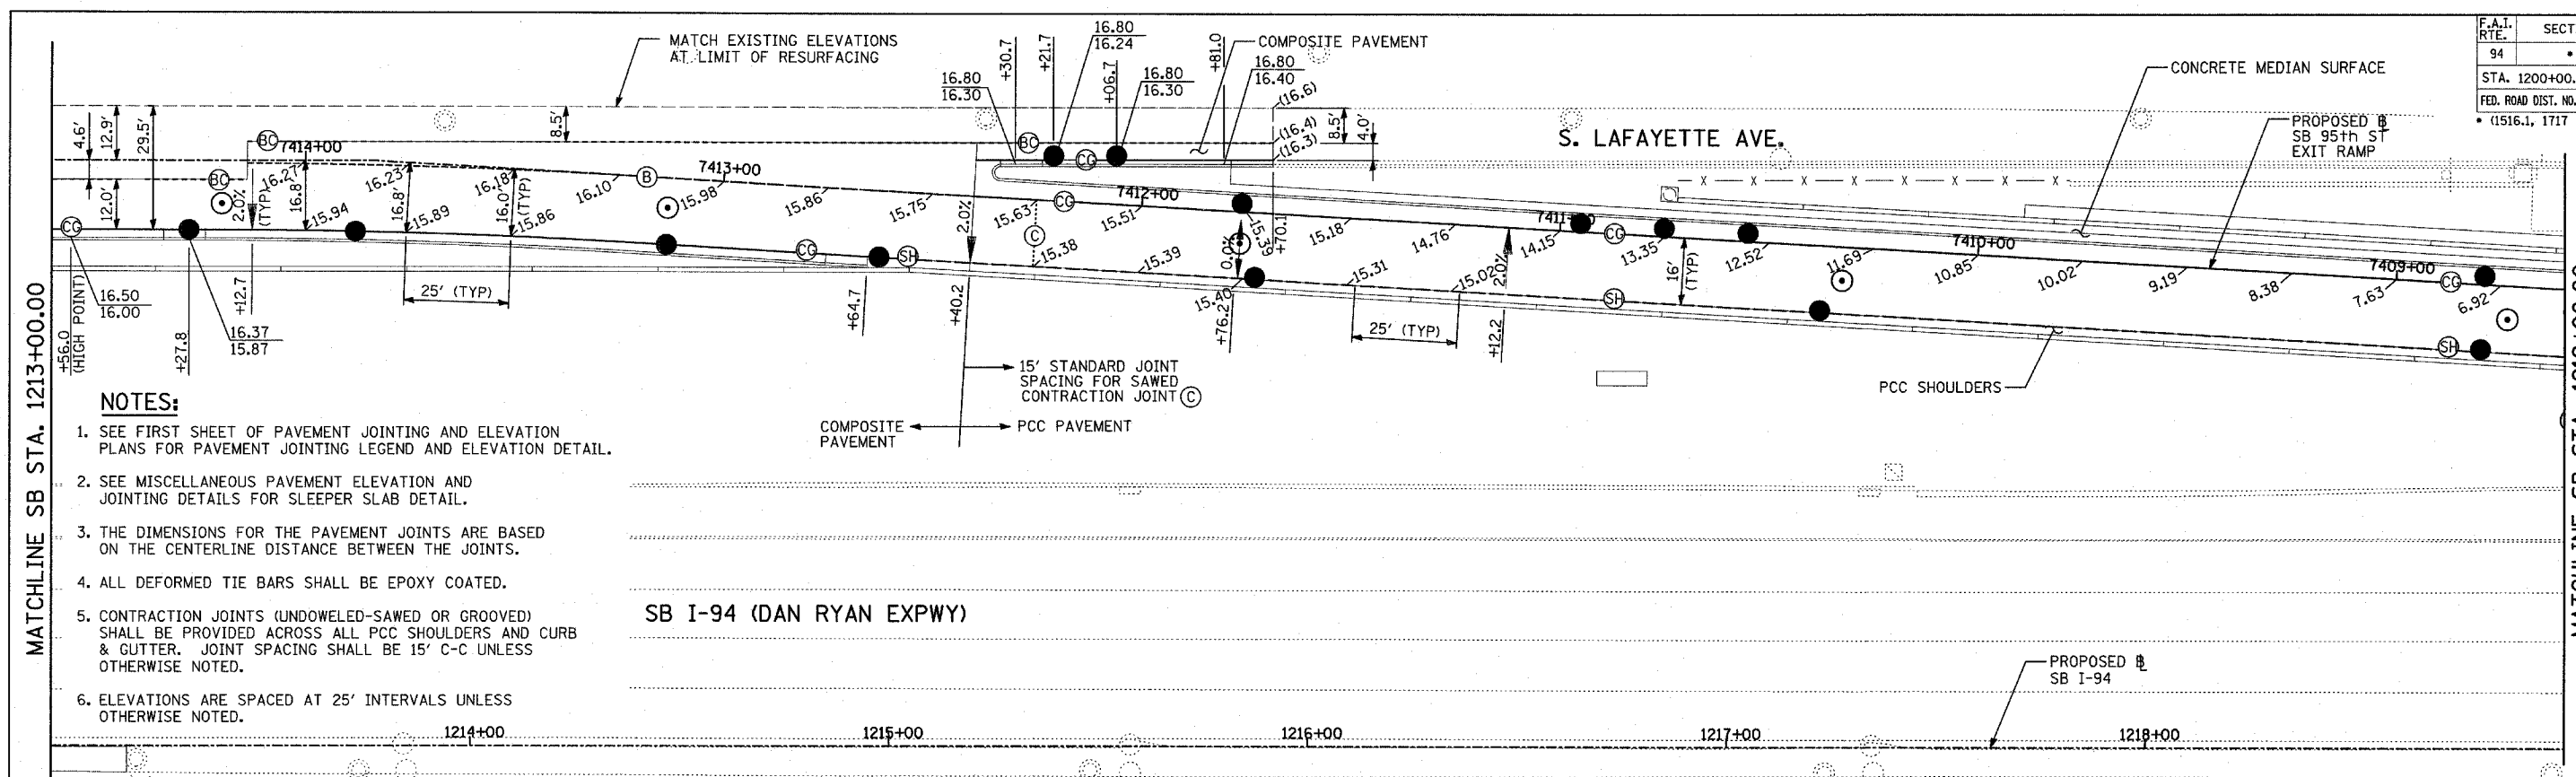 F.A.I.
RTE.
SECT
94
•
STA. 1200+00.
FED. ROAD DIST. NO.
• (1516.1, 1717
MATCH EXISTING ELEVATIONS
AT LIMIT OF RESURFACING
16.80
16.30
+30.7
+21.7
16.80
16.24
+06.7
16.80
16.30
COMPOSITE PAVEMENT
+81.0
16.80
16.40
(16.6)
(16.4)
(16.3)
8.5'
4.0'
CONCRETE MEDIAN SURFACE
S. LAFAYETTE AVE.
PROPOSED B
SB 95th ST
EXIT RAMP
4.6'
12.9'
29.5'
12.0'
8.5'
BC
BC
BC
7414+00
7413+00
7412+00
7411+00
7410+00
7409+00
16.27
16.23
16.18
16.10
B
15.98
15.86
15.75
15.63
CG
15.51
15.39
15.18
14.76
14.15
CG
13.35
12.52
11.69
10.85
10.02
9.19
8.38
7.63
CG
6.92
CG
2.0%
(TYP)
16.8'
15.94
16.8'
15.89
16.0'
(TYP)
15.86
CG
CG
SH
2.0%
C
15.38
15.39
0.0%
+70.1
15.40
15.31
15.02
2.0%
16'
(TYP)
SH
SH
16.50
16.00
+56.0
(HIGH POINT)
+27.8
16.37
15.87
+12.7
25' (TYP)
+64.7
+40.2
+76.2
25' (TYP)
+12.2
15' STANDARD JOINT
SPACING FOR SAWED
CONTRACTION JOINT C
COMPOSITE
PAVEMENT
PCC PAVEMENT
PCC SHOULDERS
MATCHLINE SB STA. 1213+00.00
NOTES:
1. SEE FIRST SHEET OF PAVEMENT JOINTING AND ELEVATION
PLANS FOR PAVEMENT JOINTING LEGEND AND ELEVATION DETAIL.
2. SEE MISCELLANEOUS PAVEMENT ELEVATION AND
JOINTING DETAILS FOR SLEEPER SLAB DETAIL.
3. THE DIMENSIONS FOR THE PAVEMENT JOINTS ARE BASED
ON THE CENTERLINE DISTANCE BETWEEN THE JOINTS.
4. ALL DEFORMED TIE BARS SHALL BE EPOXY COATED.
5. CONTRACTION JOINTS (UNDOWELED-SAWED OR GROOVED)
SHALL BE PROVIDED ACROSS ALL PCC SHOULDERS AND CURB
& GUTTER. JOINT SPACING SHALL BE 15' C-C UNLESS
OTHERWISE NOTED.
6. ELEVATIONS ARE SPACED AT 25' INTERVALS UNLESS
OTHERWISE NOTED.
SB I-94 (DAN RYAN EXPWY)
PROPOSED B
SB I-94
1214+00
1215+00
1216+00
1217+00
1218+00